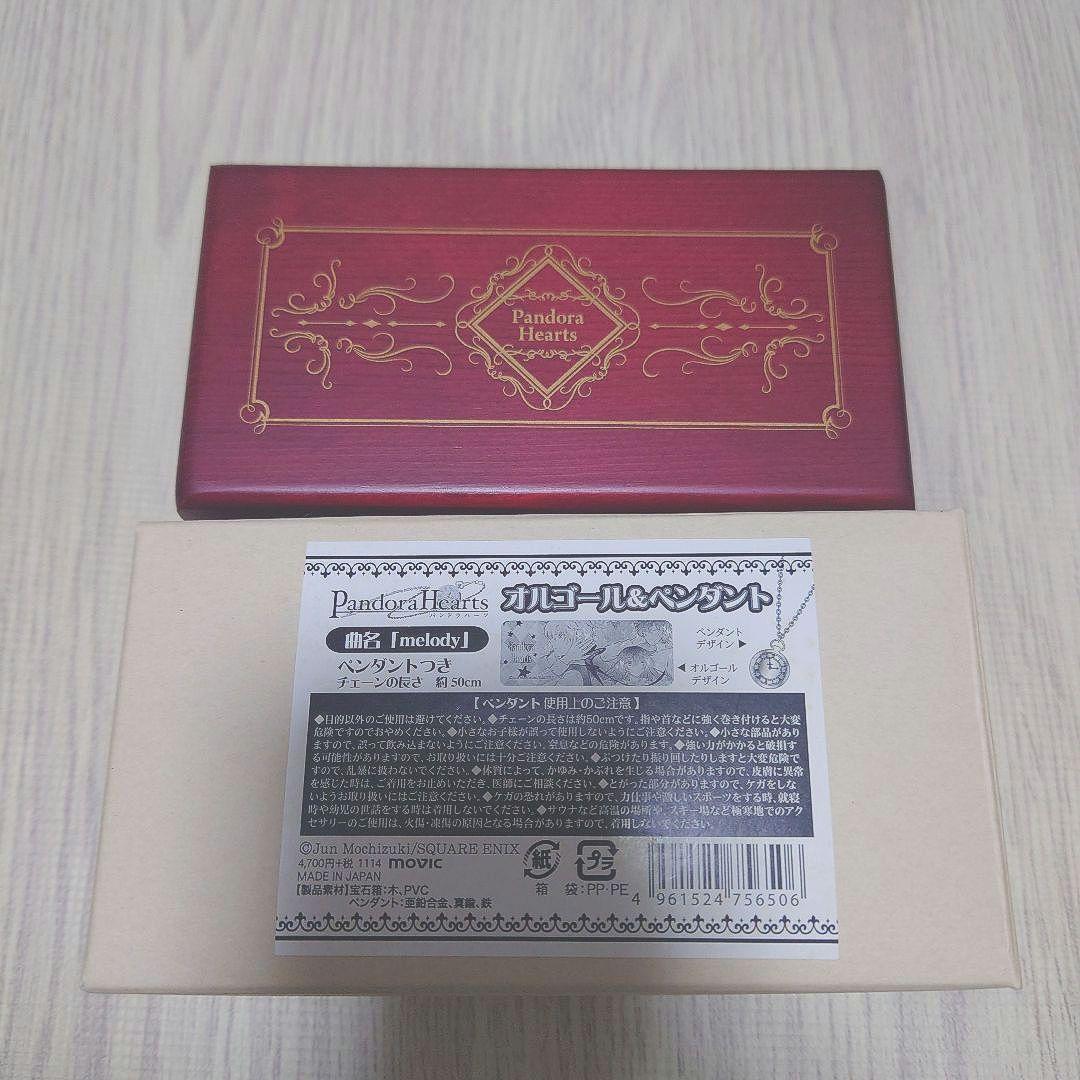 Pandora
Hearts
PandoraHearts
パンドラハーツ
オルゴール&ペンダント
曲名「melody」
ペンダントつき
チェーンの長さ 約50cm
ペンダント
デザイン▶
◀オルゴール
デザイン
【ペンダント使用上のご注意】
◆目的以外のご使用は避けてください。◆チェーンの長さは約50cmです。指や首などに強く巻き付けると大変
危険ですのでおやめください。◆小さなお子様が誤って使用しないようにご注意ください。◆小さな部品があり
ますので、誤って飲み込まないようにご注意ください。窒息などの危険があります。◆強い力がかかると破損す
る可能性がありますので、お取り扱いには十分ご注意ください。◆ぶつけたり振り回したりしますと大変危険で
すので、乱暴に扱わないでください。◆体質によって、かゆみ・かぶれを生じる場合がありますので、皮膚に異常
を感じた時は、ご着用をお止めいただき、医師にご相談ください。◆とがった部分がありますので、ケガをしな
いようお取り扱いにはご注意ください。◆ケガの恐れがありますので、力仕事や激しいスポーツをする時、就寝
時や幼児の世話をする時は着用しないでください。◆サウナなど高温の場所や、スキー場など極寒地でのアク
セサリーのご使用は、火傷・凍傷の原因となる場合がありますので、着用しないでください。
©Jun Mochizuki/SQUARE ENIX
4,700円+税 1114 movic
MADE IN JAPAN
【製品素材】宝石箱:木、PVC
ペンダント:亜鉛合金、真鍮、鉄
紙
箱
プラ
袋:PP・PE
4 961524 756506